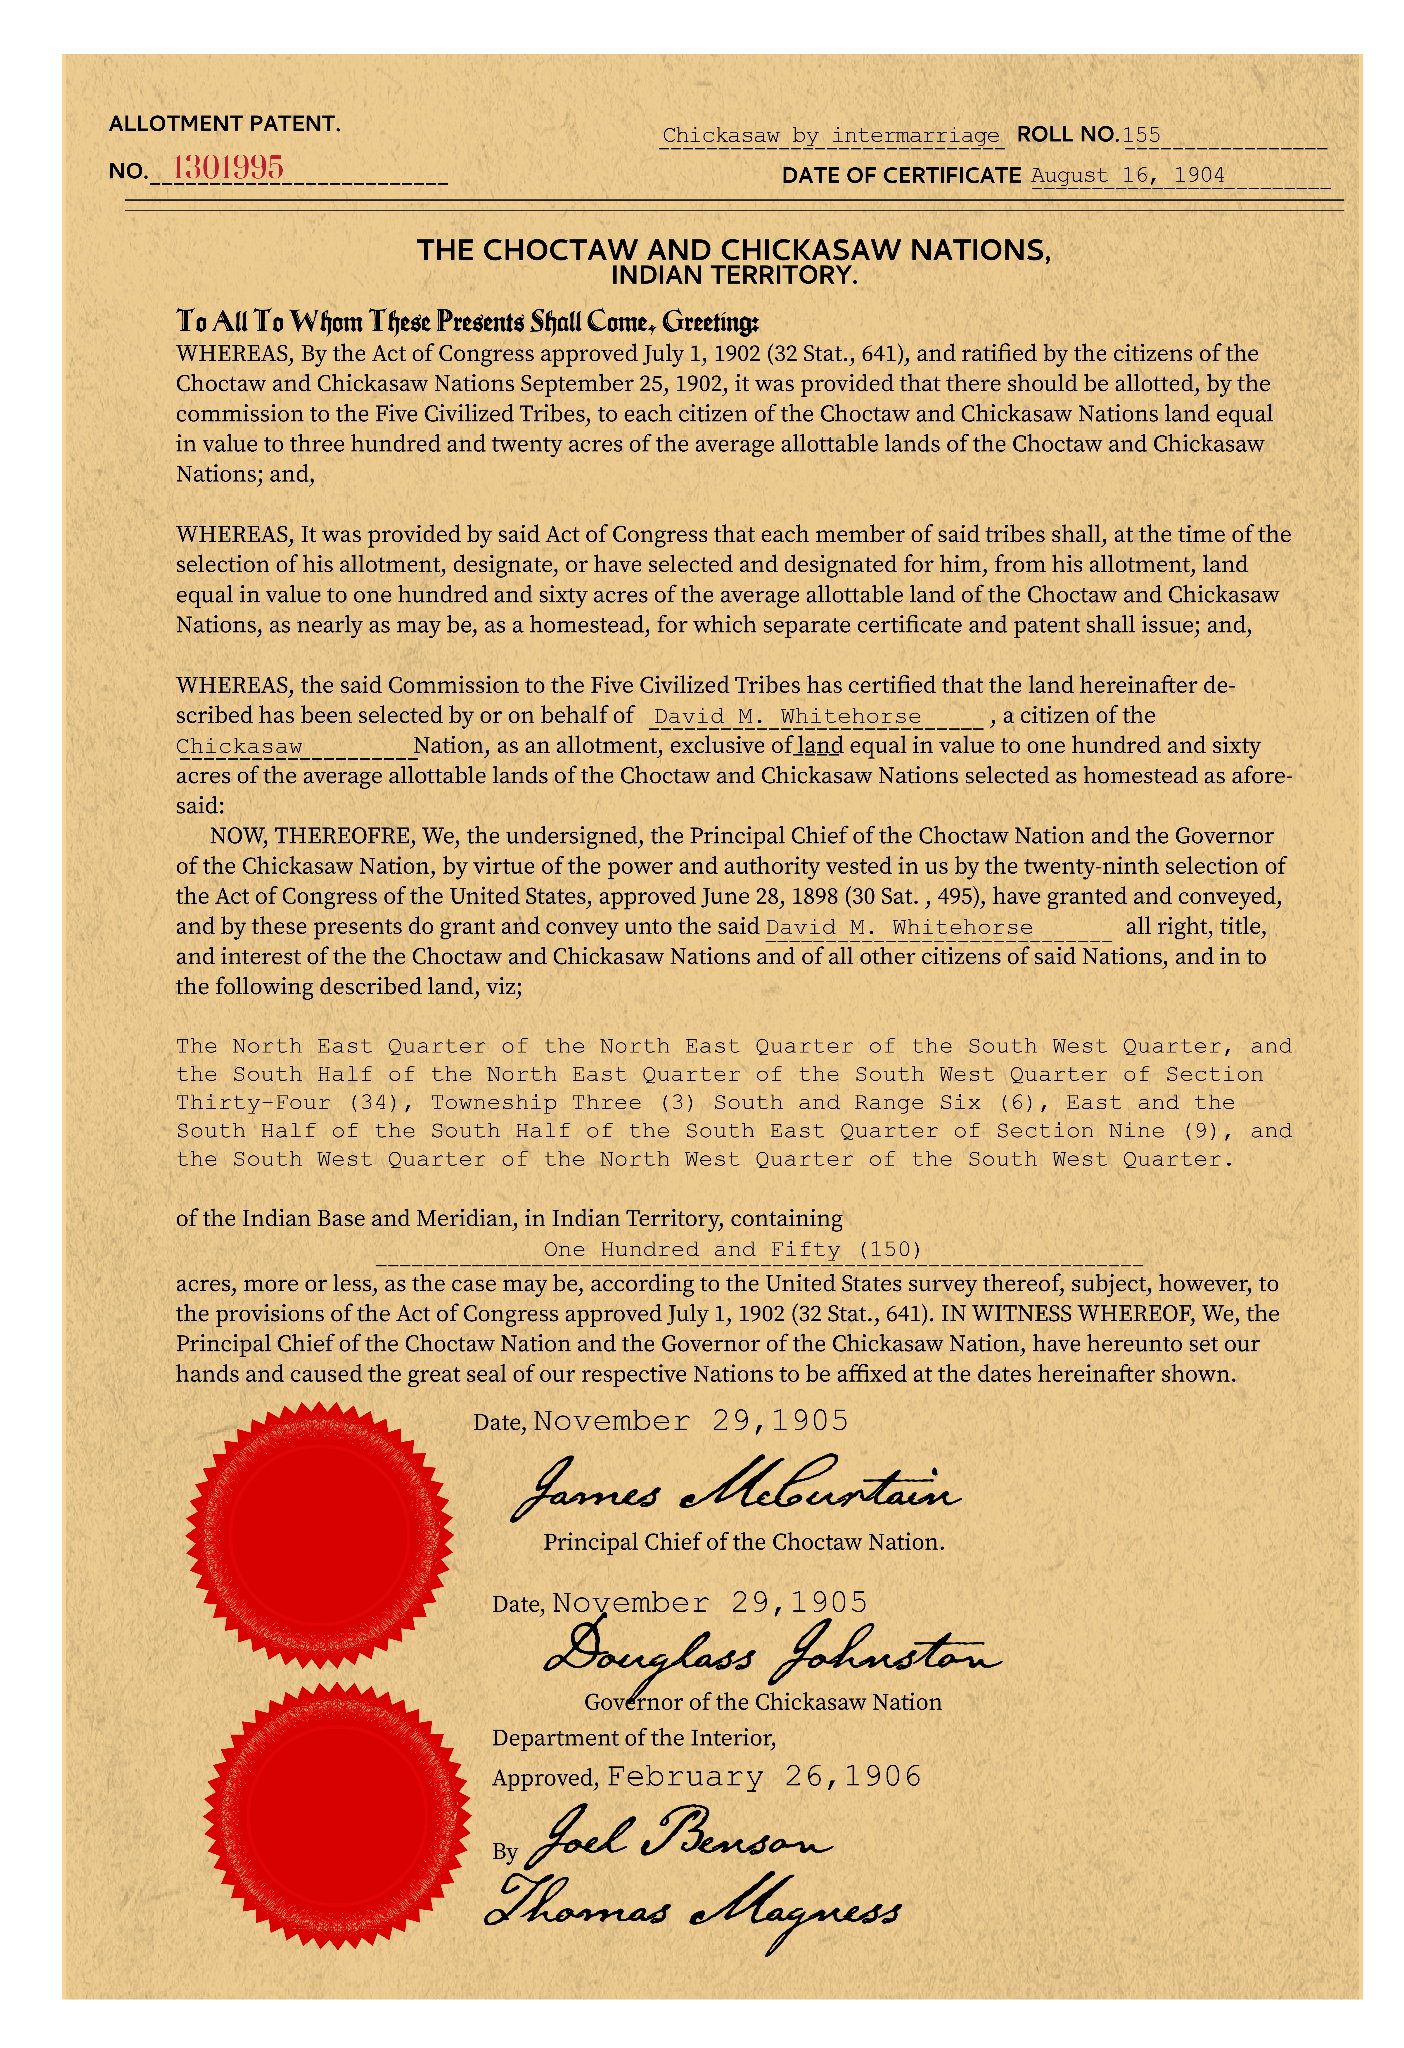 ALLOTMENT PATENT.
Chickasaw by intermarriage ROLL NO. 155
NO. 1301995
DATE OF CERTIFICATE August 16, 1904
THE CHOCTAW AND CHICKASAW NATIONS,
INDIAN TERRITORY.
To All To Whom These Presents Shall Come, Greeting:
WHEREAS, By the Act of Congress approved July 1, 1902 (32 Stat., 641), and ratified by the citizens of the
Choctaw and Chickasaw Nations September 25, 1902, it was provided that there should be allotted, by the
commission to the Five Civilized Tribes, to each citizen of the Choctaw and Chickasaw Nations land equal
in value to three hundred and twenty acres of the average allottable lands of the Choctaw and Chickasaw
Nations; and,
WHEREAS, It was provided by said Act of Congress that each member of said tribes shall, at the time of the
selection of his allotment, designate, or have selected and designated for him, from his allotment, land
equal in value to one hundred and sixty acres of the average allottable land of the Choctaw and Chickasaw
Nations, as nearly as may be, as a homestead, for which separate certificate and patent shall issue; and,
WHEREAS, the said Commission to the Five Civilized Tribes has certified that the land hereinafter de-
scribed has been selected by or on behalf of David M. Whitehorse , a citizen of the
Chickasaw Nation, as an allotment, exclusive of land equal in value to one hundred and sixty
acres of the average allottable lands of the Choctaw and Chickasaw Nations selected as homestead as afore-
said:
NOW, THEREOFRE, We, the undersigned, the Principal Chief of the Choctaw Nation and the Governor
of the Chickasaw Nation, by virtue of the power and authority vested in us by the twenty-ninth selection of
the Act of Congress of the United States, approved June 28, 1898 (30 Sat. , 495), have granted and conveyed,
and by these presents do grant and convey unto the said David M. Whitehorse all right, title,
and interest of the the Choctaw and Chickasaw Nations and of all other citizens of said Nations, and in to
the following described land, viz;
The North East Quarter of the North East Quarter of the South West Quarter, and
the South Half of the North East Quarter of the South West Quarter of Section
Thirty-Four (34), Towneship Three (3) South and Range Six (6), East and the
South Half of the South Half of the South East Quarter of Section Nine (9), and
the South West Quarter of the North West Quarter of the South West Quarter.
of the Indian Base and Meridian, in Indian Territory, containing
One Hundred and Fifty (150)
acres, more or less, as the case may be, according to the United States survey thereof, subject, however, to
the provisions of the Act of Congress approved July 1, 1902 (32 Stat., 641). IN WITNESS WHEREOF, We, the
Principal Chief of the Choctaw Nation and the Governor of the Chickasaw Nation, have hereunto set our
hands and caused the great seal of our respective Nations to be affixed at the dates hereinafter shown.
Date, November 29,1905
James McCurtain
Principal Chief of the Choctaw Nation.
Date, November 29,1905
Douglass Johnston
Governor of the Chickasaw Nation
Department of the Interior,
Approved, February 26,1906
By Joel Benson
Thomas Magness